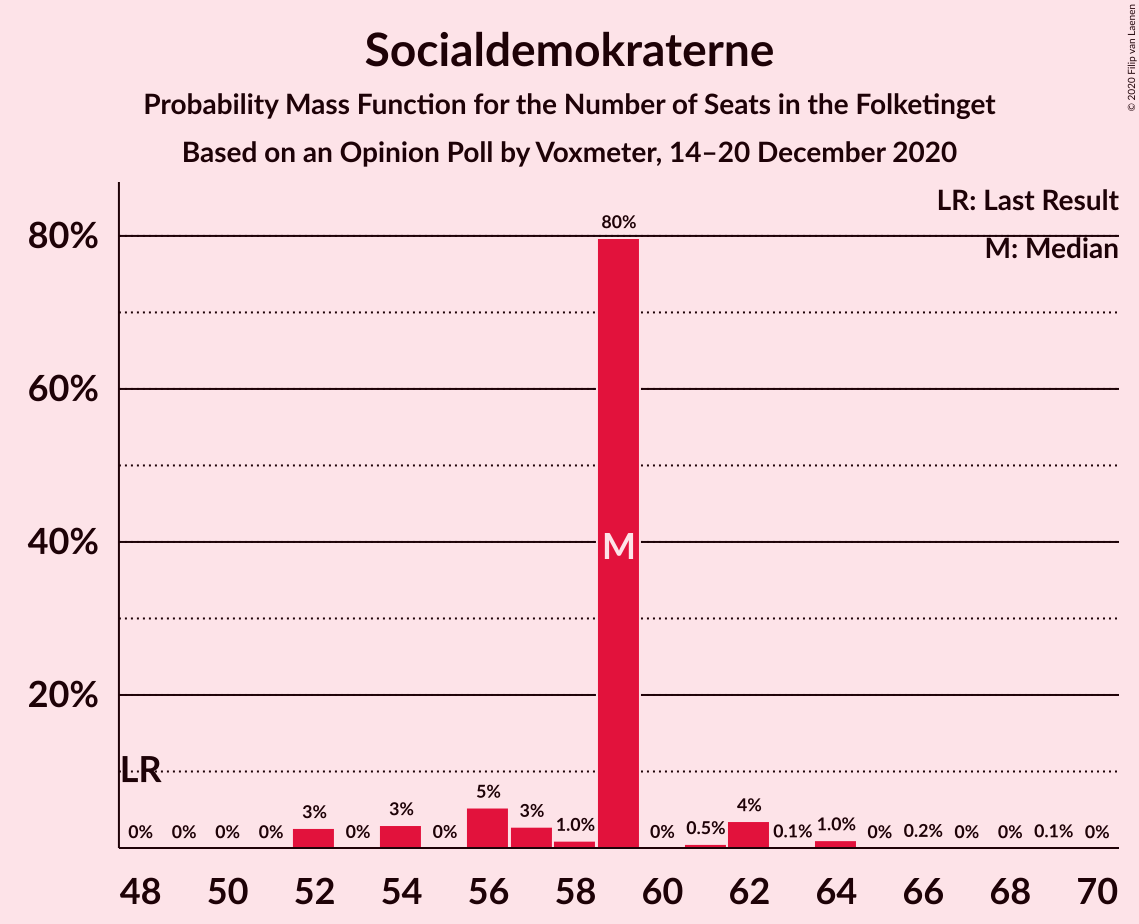 Socialdemokraterne
Probability Mass Function for the Number of Seats in the Folketinget
Based on an Opinion Poll by Voxmeter, 14–20 December 2020
© 2020 Filip van Laenen
LR: Last Result
M: Median
80%
60%
40%
20%
LR
M
0% 0% 0% 0% 3% 0% 3% 0% 5% 3% 1.0% 80% 0% 0.5% 4% 0.1% 1.0% 0% 0.2% 0% 0% 0.1% 0%
48 50 52 54 56 58 60 62 64 66 68 70